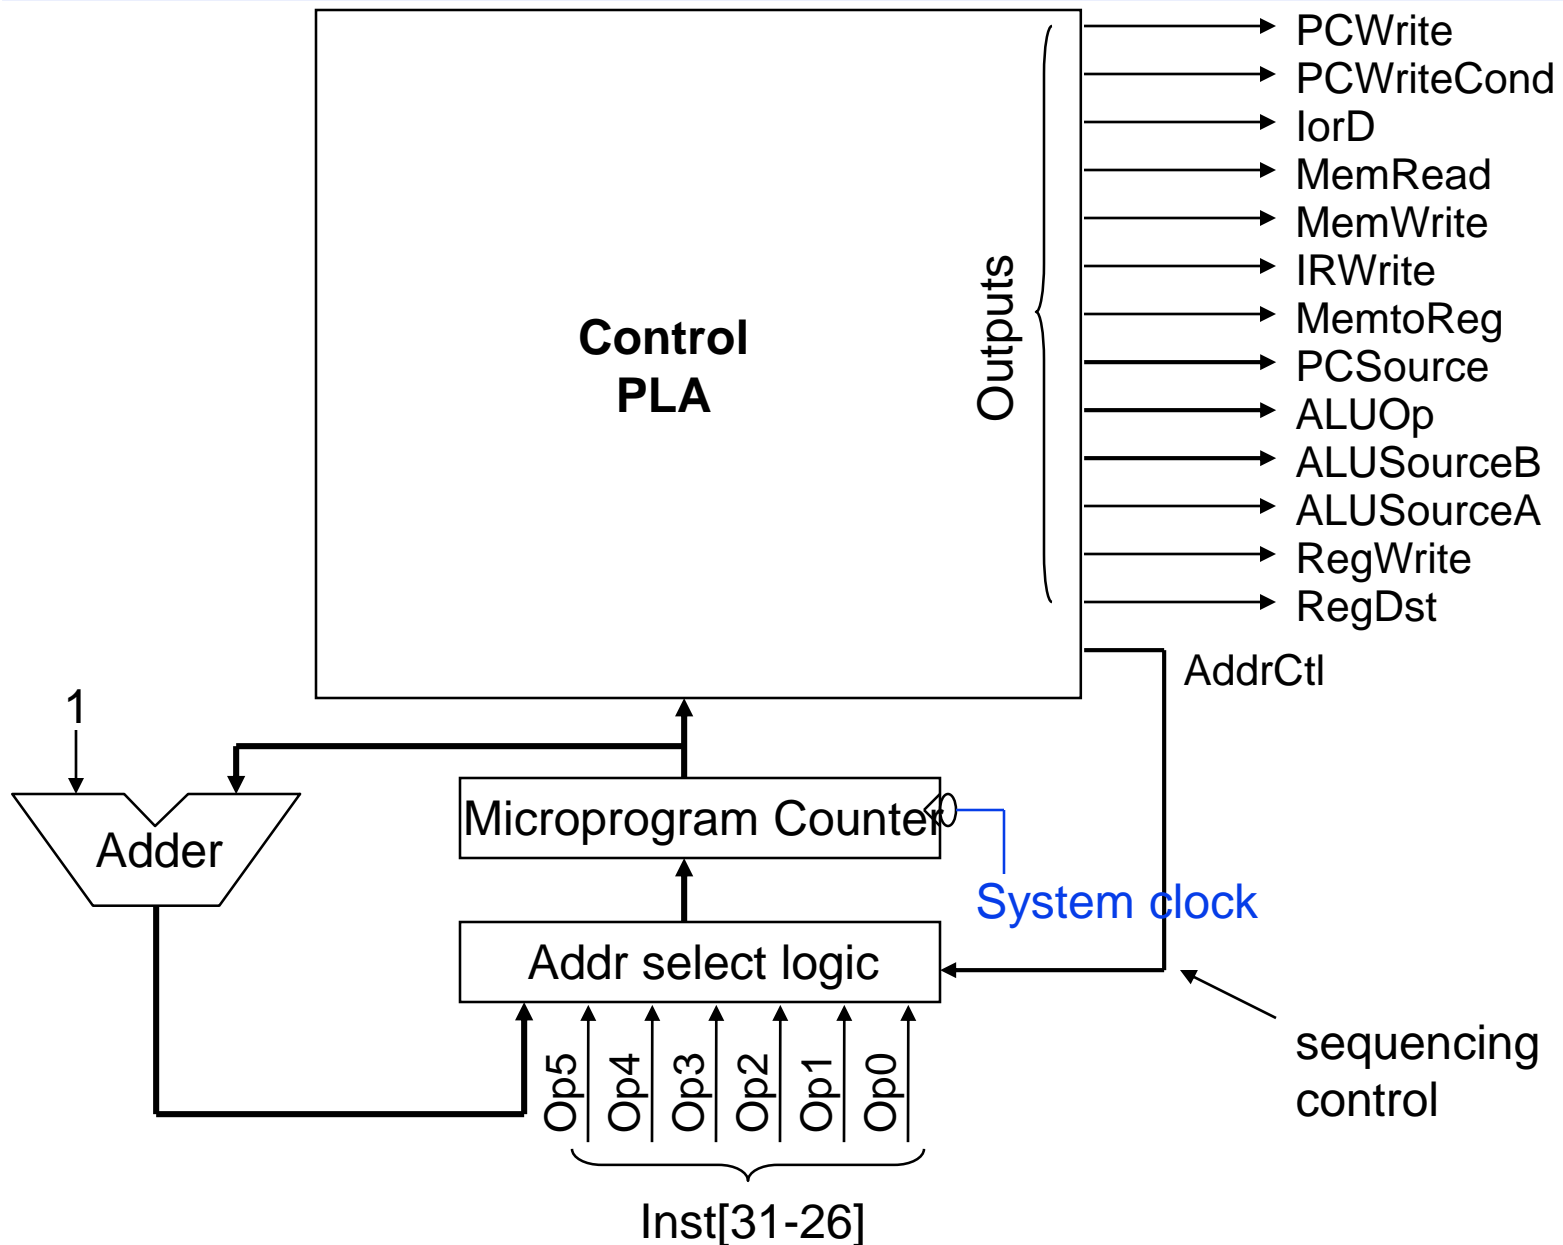 PCWrite
PCWriteCond
IorD
MemRead
MemWrite
IRWrite
MemtoReg
PCSource
ALUOp
ALUSourceB
ALUSourceA
RegWrite
RegDst
Outputs
Control
PLA
AddrCtl
1
Adder
Microprogram Counter
System clock
Addr select logic
Op5
Op4
Op3
Op2
Op1
Op0
sequencing
control
Inst[31-26]